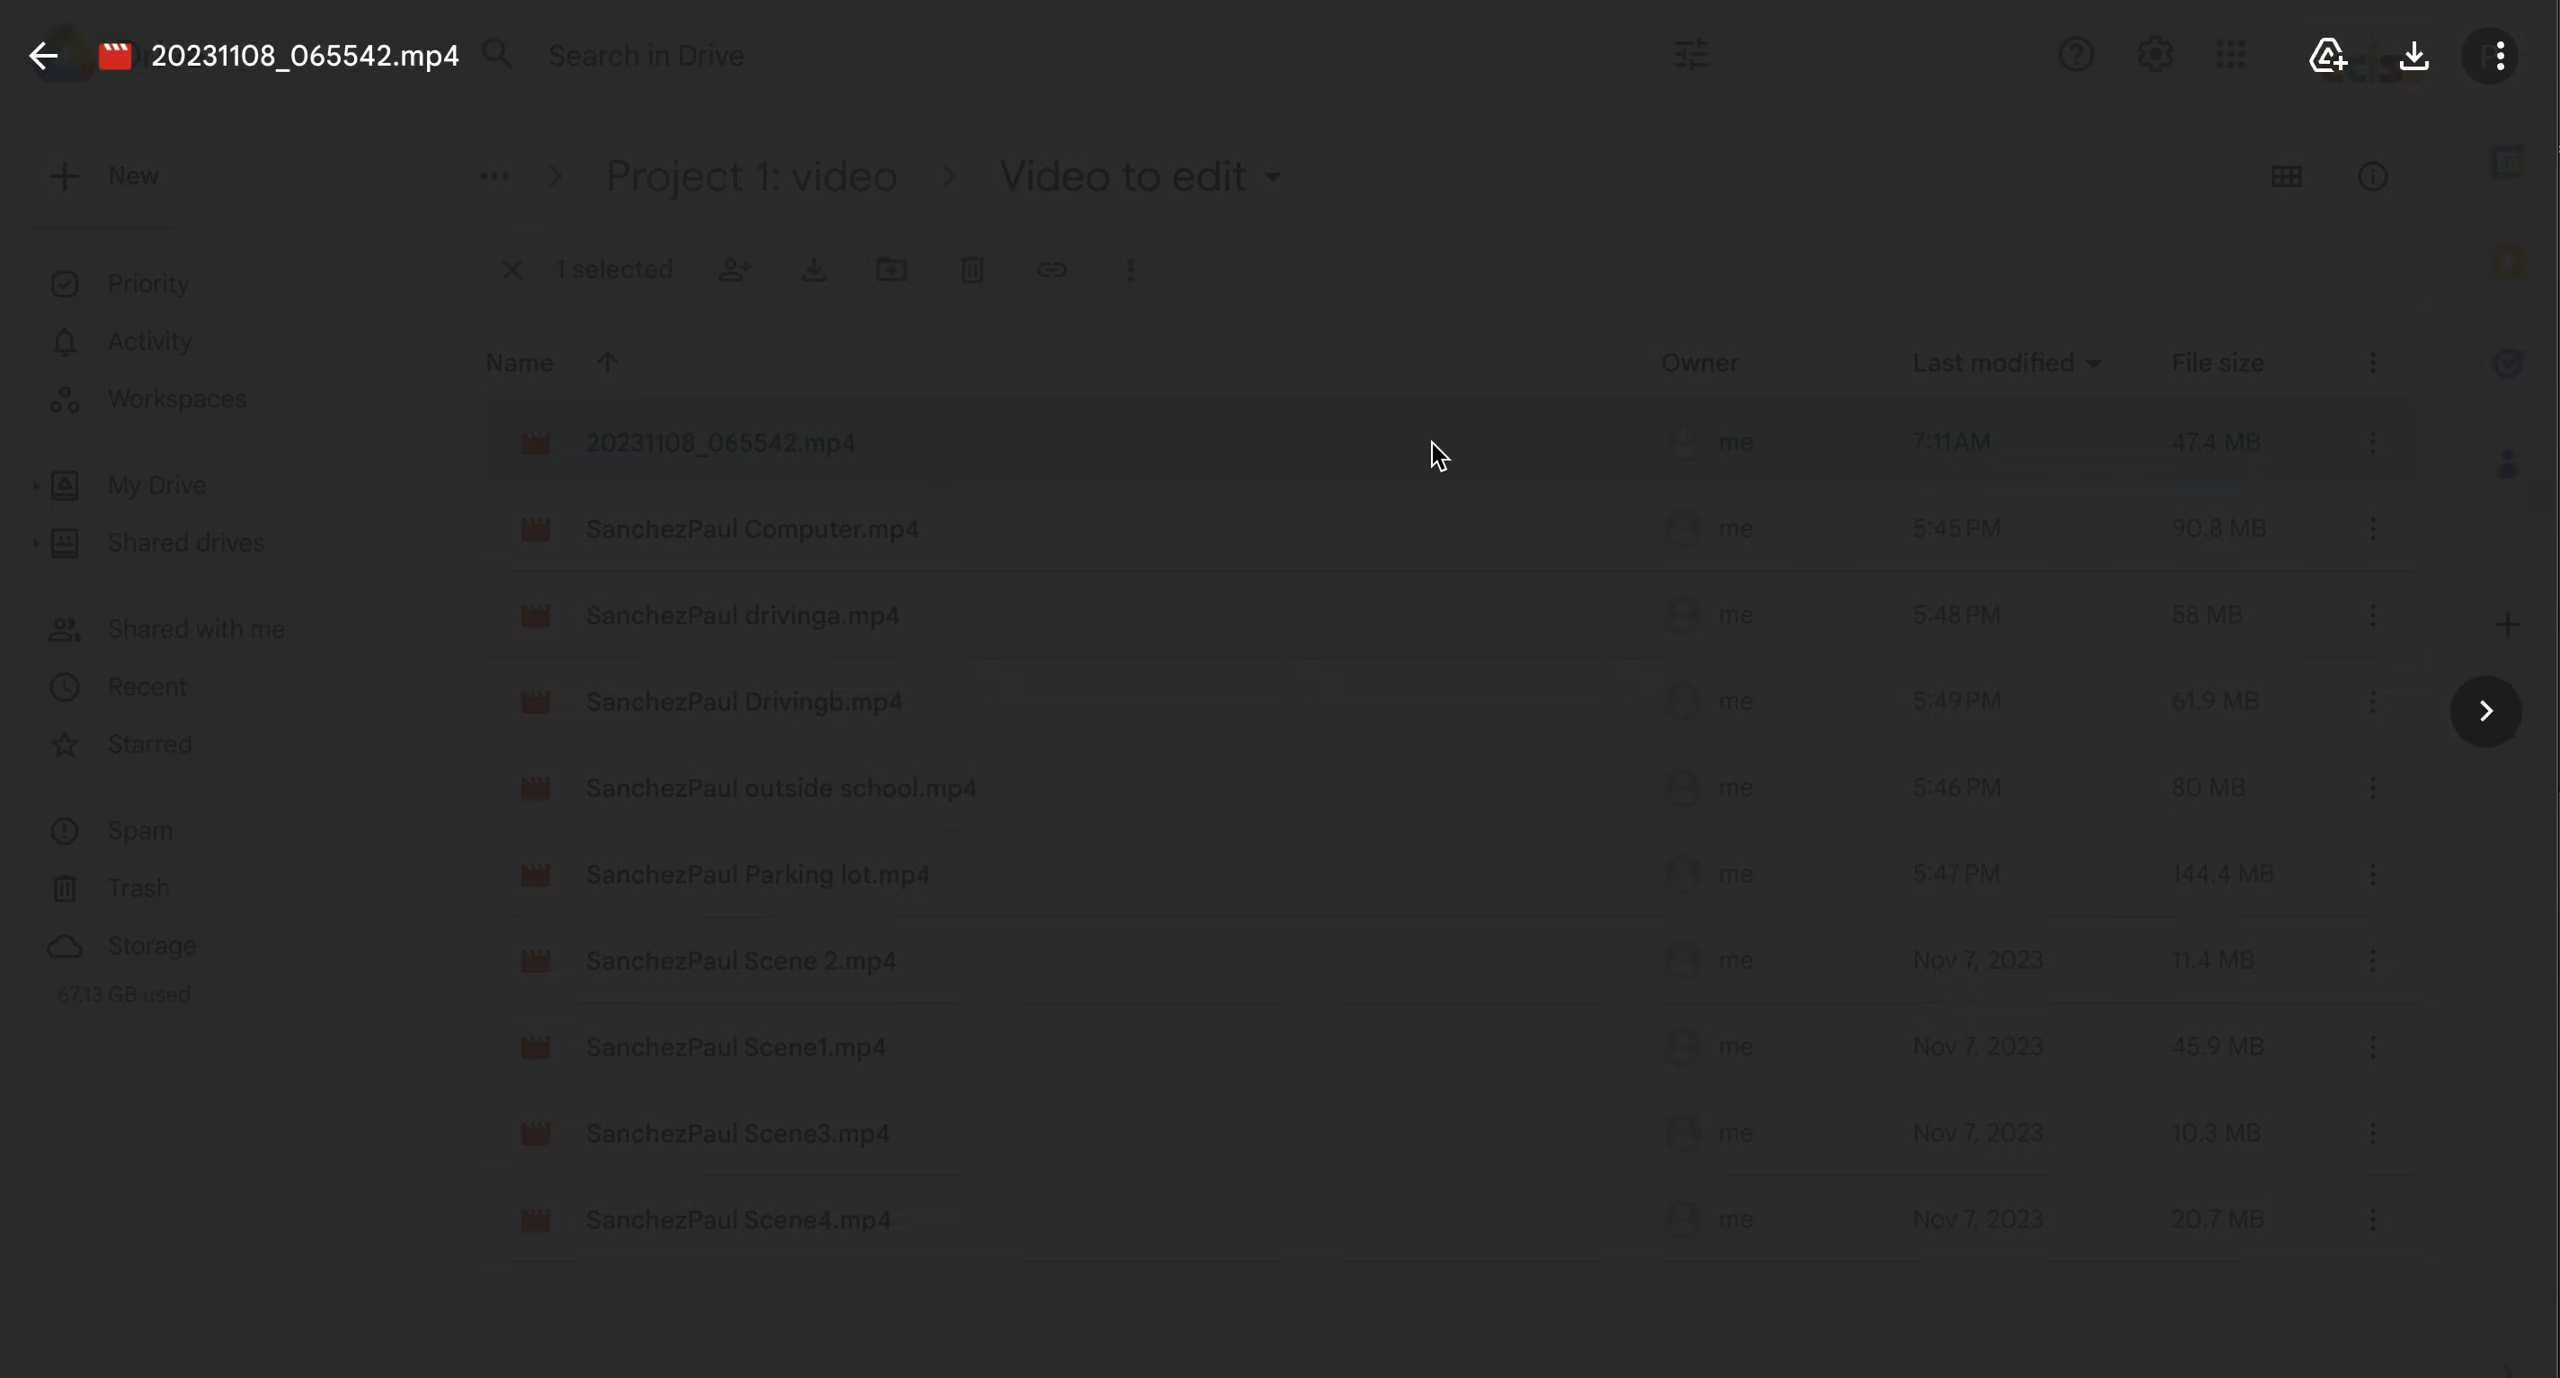 20231108_065542.mp4
Search in Drive
New
Project 1: video
Video to edit
1 selected
Priority
Activity
Workspaces
My Drive
Shared drives
Shared with me
Recent
Starred
Spam
Trash
Storage
67.13 GB used
Name Owner Last modified File size
20231108_065542.mp4 me 7:11 AM 47.4 MB
SanchezPaul Computer.mp4 me 5:45 PM 90.8 MB
SanchezPaul drivinga.mp4 me 5:48 PM 58 MB
SanchezPaul Drivingb.mp4 me 5:49 PM 61.9 MB
SanchezPaul outside school.mp4 me 5:46 PM 80 MB
SanchezPaul Parking lot.mp4 me 5:47 PM 144.4 MB
SanchezPaul Scene 2.mp4 me Nov 7, 2023 11.4 MB
SanchezPaul Scene1.mp4 me Nov 7, 2023 45.9 MB
SanchezPaul Scene3.mp4 me Nov 7, 2023 10.3 MB
SanchezPaul Scene4.mp4 me Nov 7, 2023 20.7 MB